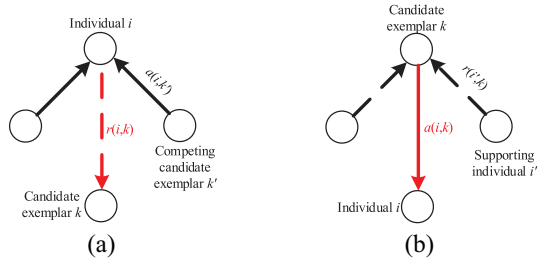 Individual i
a(i,k')
r(i,k)
Competing
candidate
exemplar k'
Candidate
exemplar k
(a)
Candidate
exemplar k
r(i',k)
a(i,k)
Supporting
individual i'
Individual i
(b)